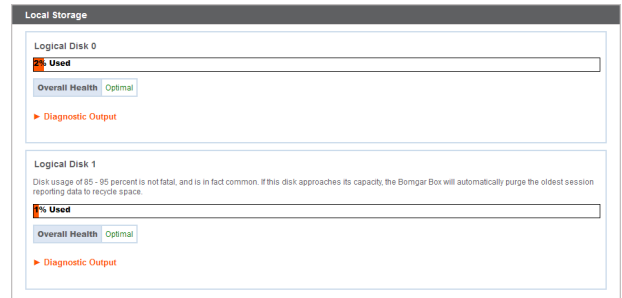 Local Storage
Logical Disk 0
2% Used
Overall Health Optimal
► Diagnostic Output
Logical Disk 1
Disk usage of 85 - 95 percent is not fatal, and is in fact common. If this disk approaches its capacity, the Bomgar Box will automatically purge the oldest session
reporting data to recycle space.
1% Used
Overall Health Optimal
► Diagnostic Output